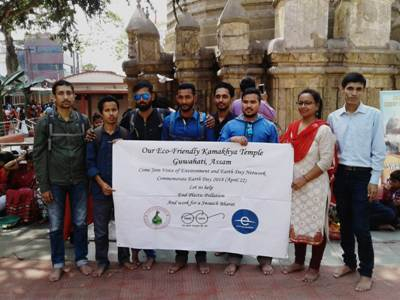 Our Eco-Friendly Kamakhya Temple
Guwahati, Assam
Come Join Voice of Environment and Earth Day Network
Commemorate Earth Day 2018 (April 22)
Let us help
End Plastic Pollution
And work for a Swach Bharat